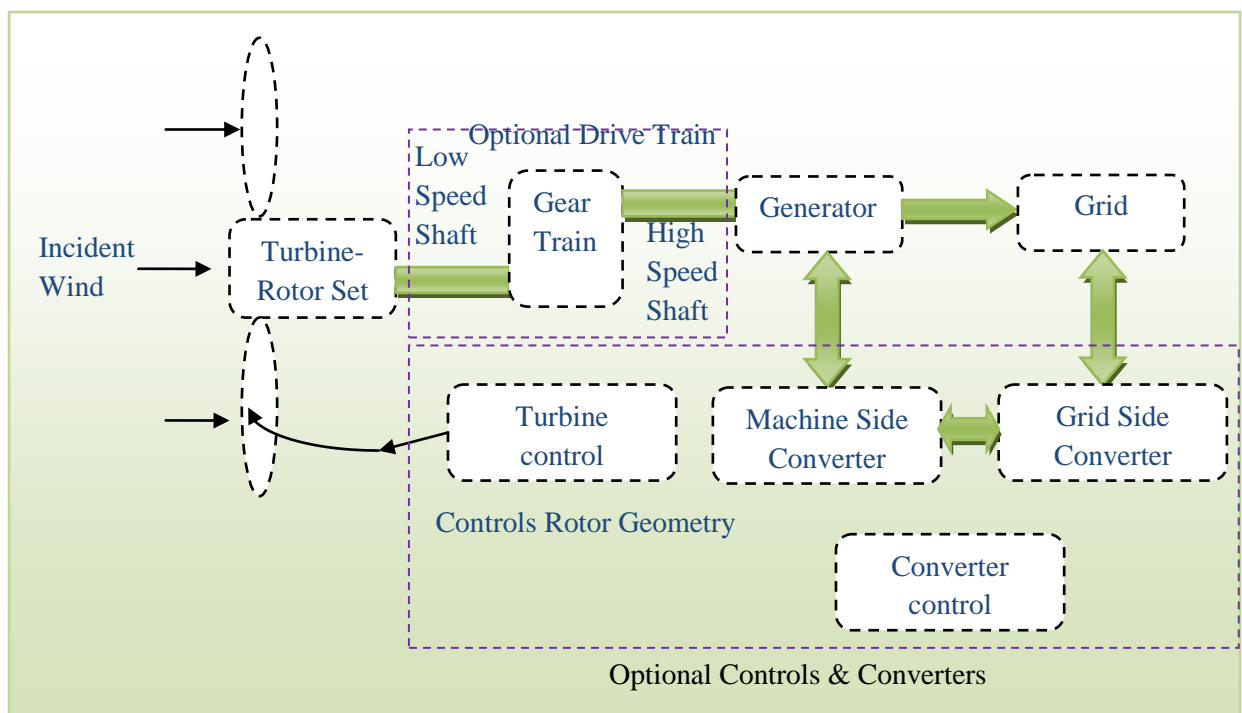 Optional Drive Train
Low
Speed
Shaft
Gear
Train
High
Speed
Shaft
Generator
Grid
Incident
Wind
Turbine-
Rotor Set
Turbine
control
Machine Side
Converter
Grid Side
Converter
Controls Rotor Geometry
Converter
control
Optional Controls & Converters